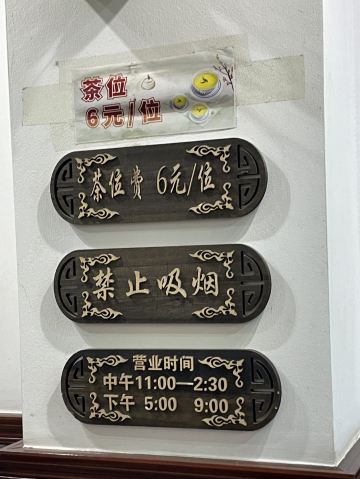 茶位
6元/位
茶位费 6元/位
禁止吸烟
营业时间
中午11:00—2:30
下午 5:00 9:00